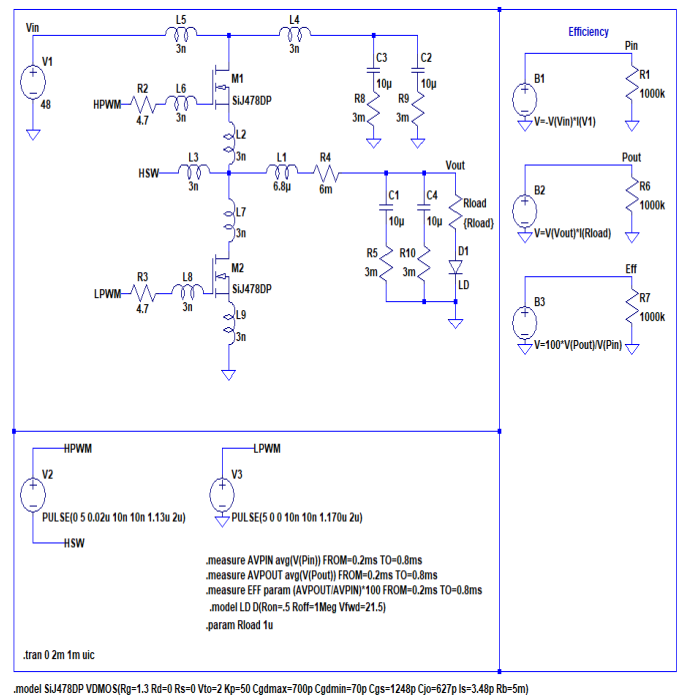 L5
L4
Efficiency
Vin
3n
3n
Pin
V1
C3
C2
B1
R1
M1
10µ
10µ
1000k
48
R2
L6
SiJ478DP
R8
R9
HPWM
4.7
3n
3m
3m
V=-V(Vin)*I(V1)
L2
3n
L3
L1
R4
Vout
Pout
HSW
3n
6.8µ
6m
C1
C4
Rload
B2
R6
10µ
10µ
{Rload}
1000k
L7
3n
V=V(Vout)*I(Rload)
R5
R10
D1
M2
3m
3m
LD
Eff
R3
L8
SiJ478DP
B3
R7
LPWM
4.7
3n
1000k
L9
3n
V=100*V(Pout)/V(Pin)
HPWM
LPWM
V2
V3
PULSE(0 5 0.02u 10n 10n 1.13u 2u)
PULSE(5 0 0 10n 10n 1.170u 2u)
HSW
.measure AVPIN avg(V(Pin)) FROM=0.2ms TO=0.8ms
.measure AVPOUT avg(V(Pout)) FROM=0.2ms TO=0.8ms
.measure EFF param (AVPOUT/AVPIN)*100 FROM=0.2ms TO=0.8ms
.model LD D(Ron=.5 Roff=1Meg Vfwd=21.5)
.param Rload 1u
.tran 0 2m 1m uic
.model SiJ478DP VDMOS(Rg=1.3 Rd=0 Rs=0 Vto=2 Kp=50 Cgdmax=700p Cgdmin=70p Cgs=1248p Cjo=627p Is=3.48p Rb=5m)